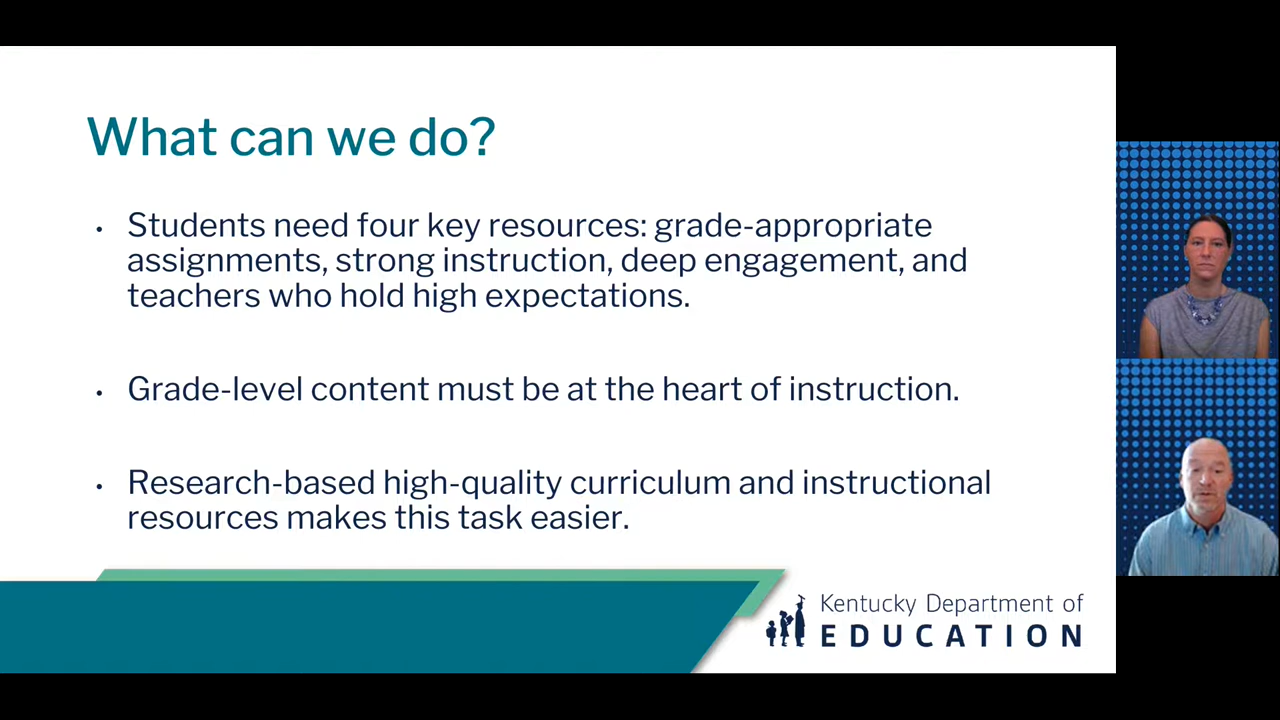 What can we do?
• Students need four key resources: grade-appropriate
assignments, strong instruction, deep engagement, and
teachers who hold high expectations.
• Grade-level content must be at the heart of instruction.
• Research-based high-quality curriculum and instructional
resources makes this task easier.
Kentucky Department of
EDUCATION